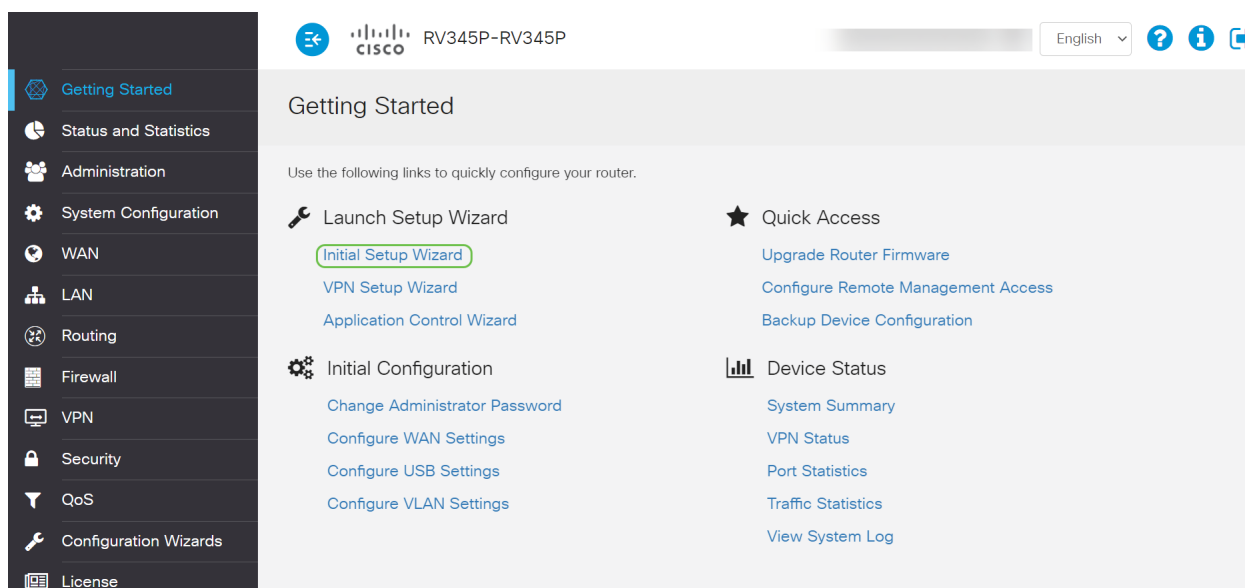 CISCO RV345P-RV345P
English
Getting Started
Status and Statistics
Administration
System Configuration
WAN
LAN
Routing
Firewall
VPN
Security
QoS
Configuration Wizards
License
Getting Started
Use the following links to quickly configure your router.
Launch Setup Wizard
Initial Setup Wizard
VPN Setup Wizard
Application Control Wizard
Quick Access
Upgrade Router Firmware
Configure Remote Management Access
Backup Device Configuration
Initial Configuration
Change Administrator Password
Configure WAN Settings
Configure USB Settings
Configure VLAN Settings
Device Status
System Summary
VPN Status
Port Statistics
Traffic Statistics
View System Log